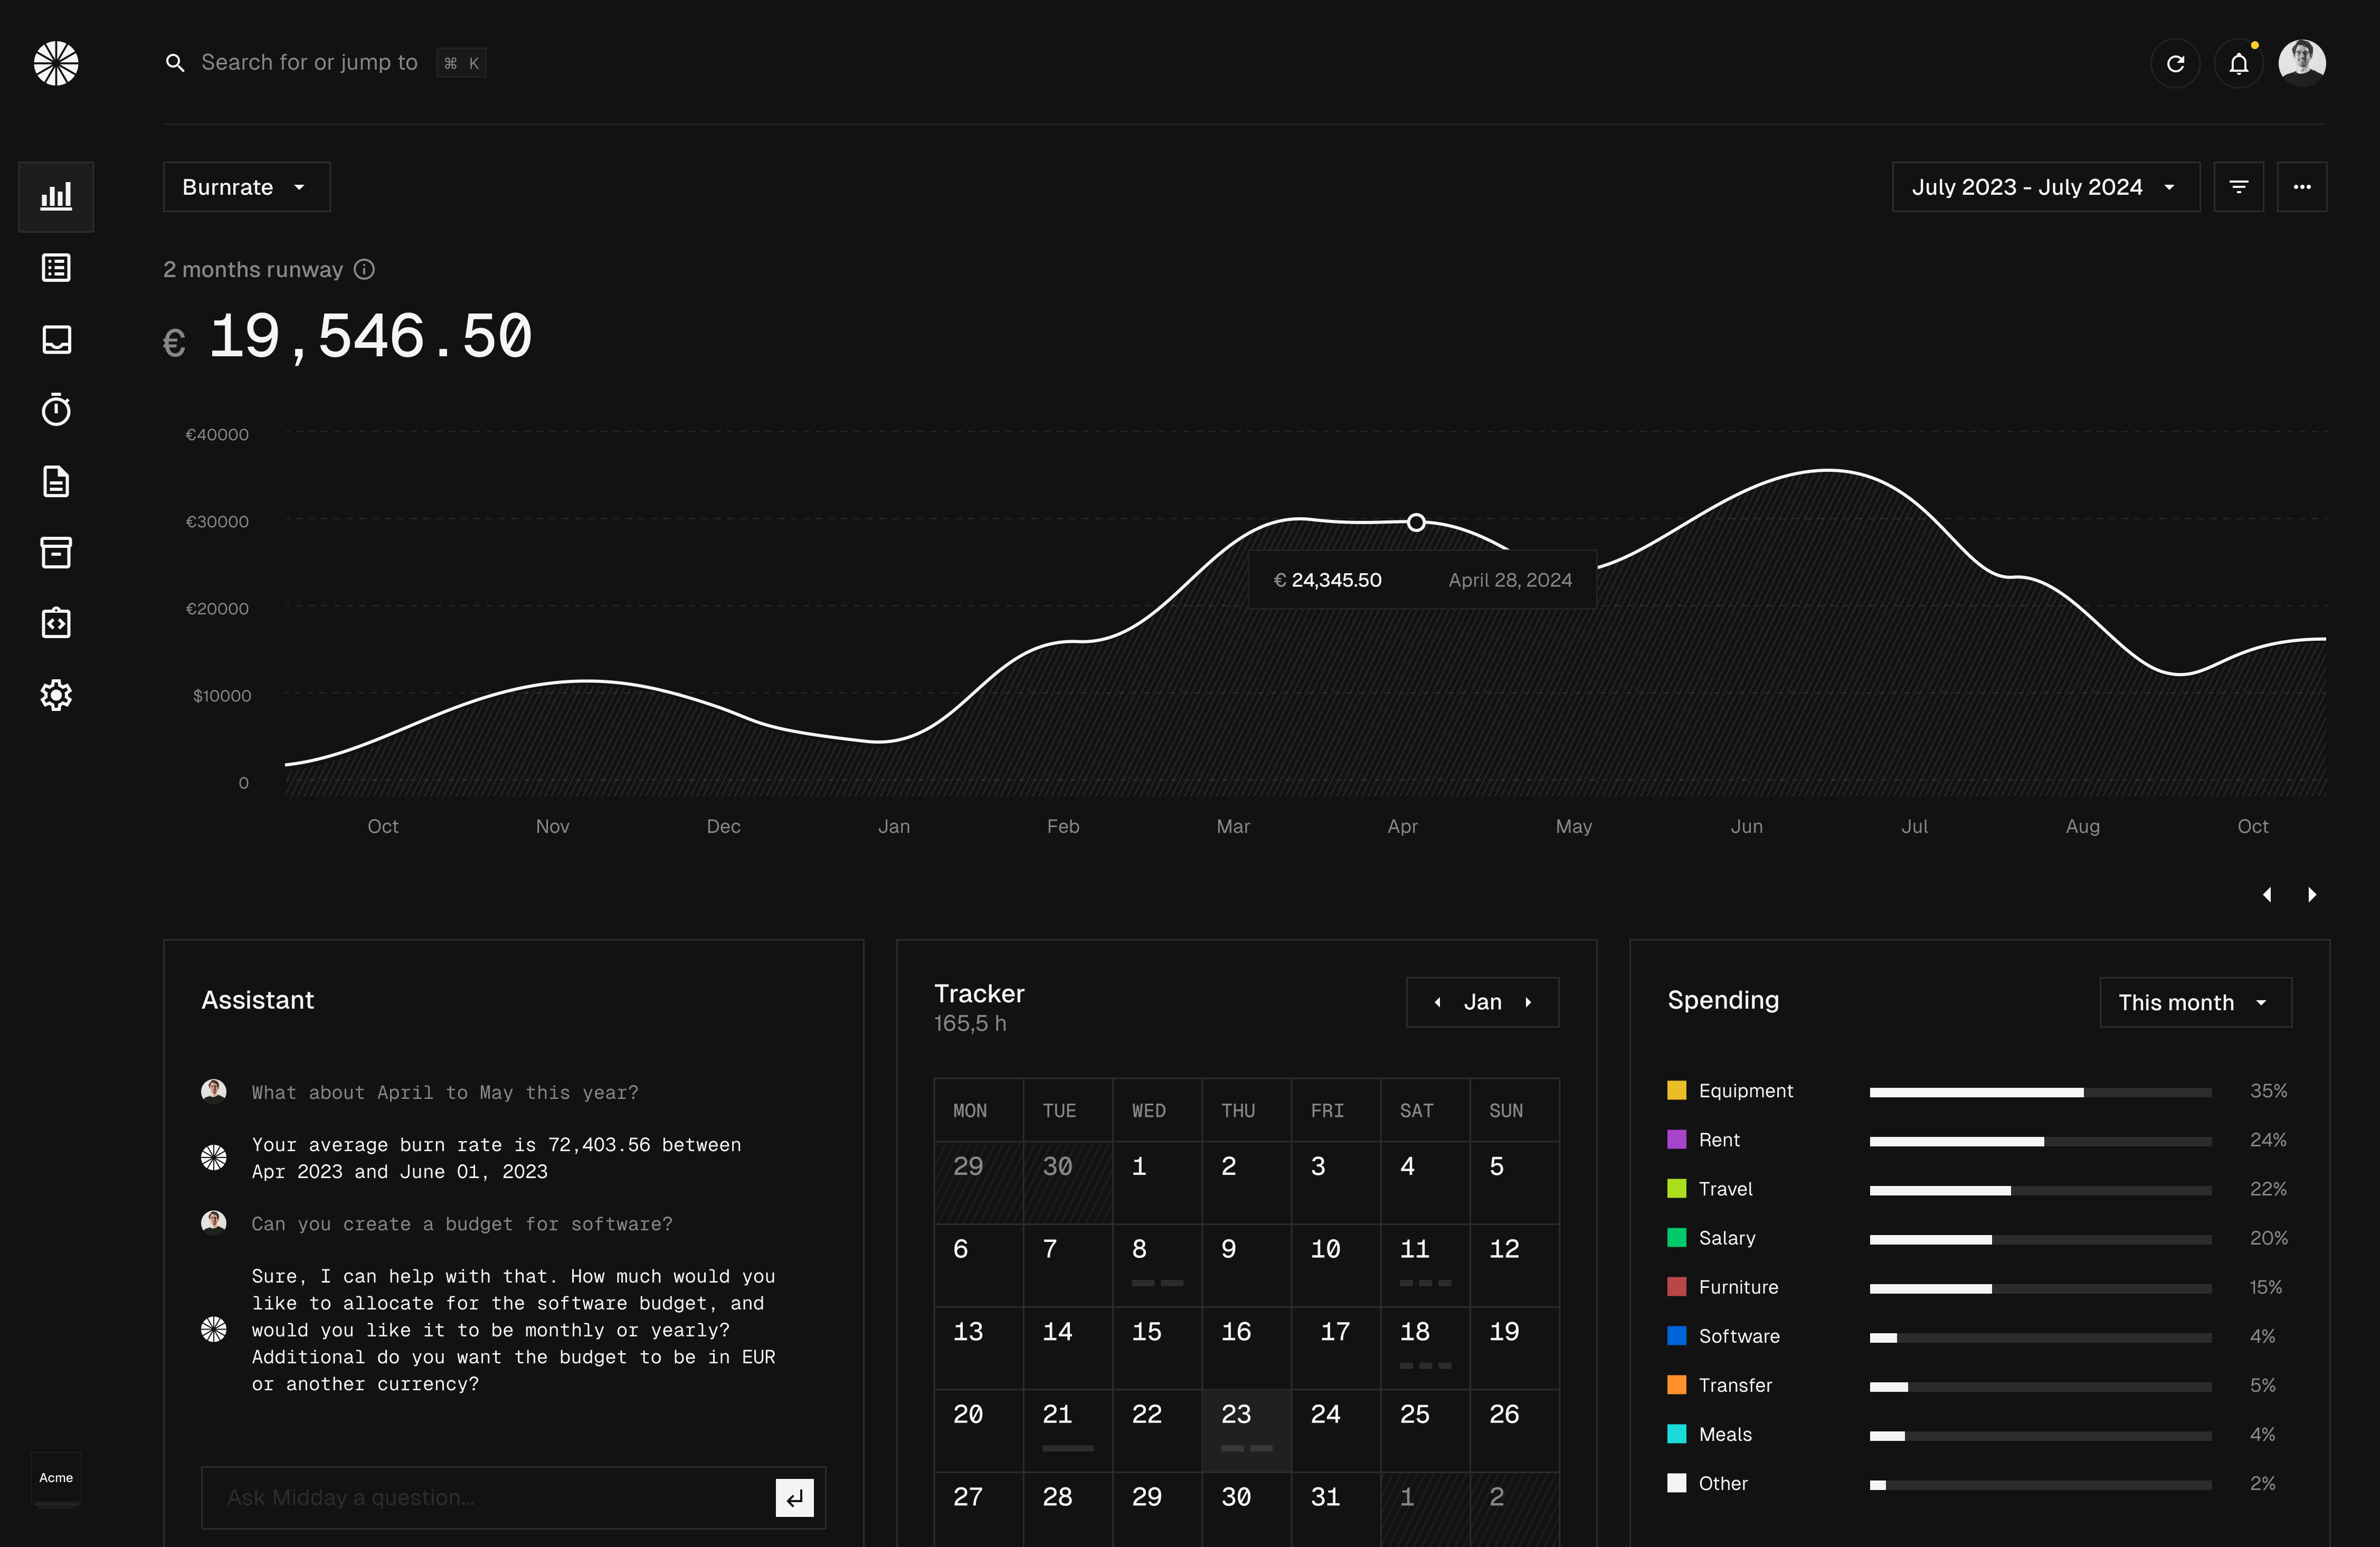 Search for or jump to ⌘ K
Burnrate
July 2023 - July 2024
2 months runway
€ 19,546.50
€40000
€30000
€20000
$10000
0
€ 24,345.50 April 28, 2024
Oct Nov Dec Jan Feb Mar Apr May Jun Jul Aug Oct
Assistant
What about April to May this year?
Your average burn rate is 72,403.56 between
Apr 2023 and June 01, 2023
Can you create a budget for software?
Sure, I can help with that. How much would you
like to allocate for the software budget, and
would you like it to be monthly or yearly?
Additional do you want the budget to be in EUR
or another currency?
Ask Midday a question...
Tracker
165,5 h
Jan
MON TUE WED THU FRI SAT SUN
29 30 1 2 3 4 5
6 7 8 9 10 11 12
13 14 15 16 17 18 19
20 21 22 23 24 25 26
27 28 29 30 31 1 2
Spending
This month
Equipment 35%
Rent 24%
Travel 22%
Salary 20%
Furniture 15%
Software 4%
Transfer 5%
Meals 4%
Other 2%
Acme